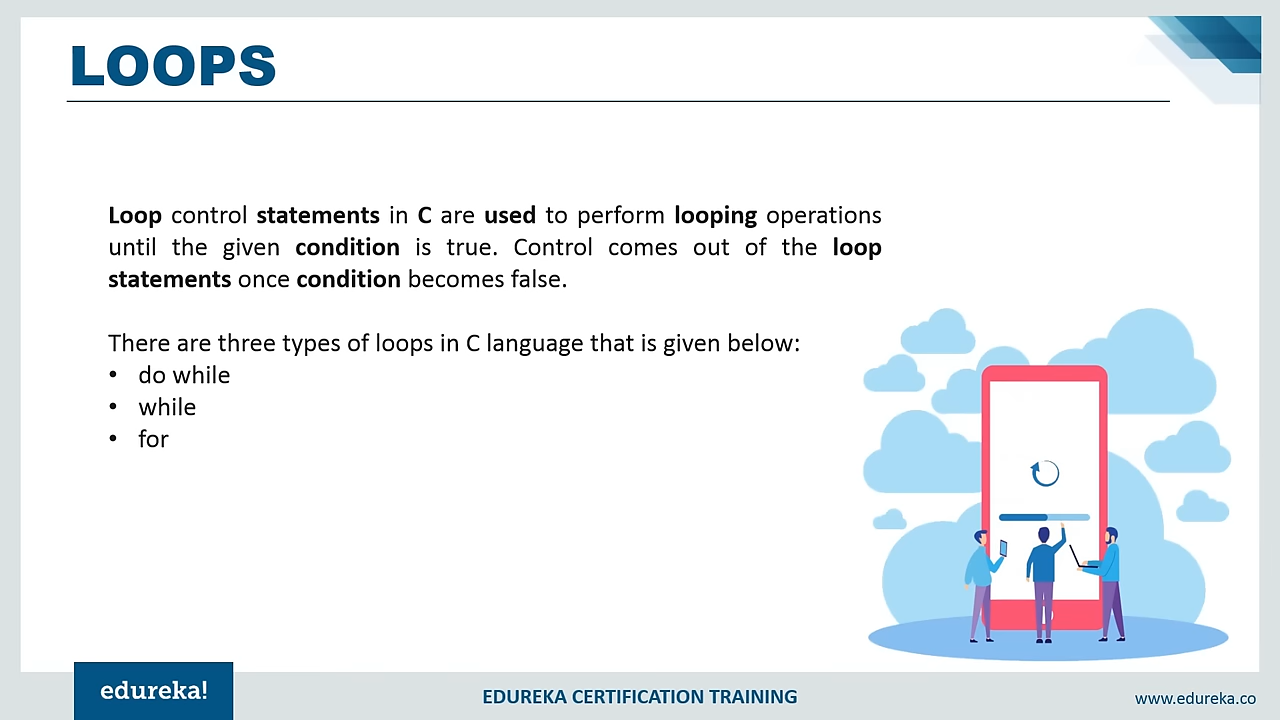 LOOPS
Loop control statements in C are used to perform looping operations
until the given condition is true. Control comes out of the loop
statements once condition becomes false.
There are three types of loops in C language that is given below:
• do while
• while
• for
edureka!
EDUREKA CERTIFICATION TRAINING
www.edureka.co